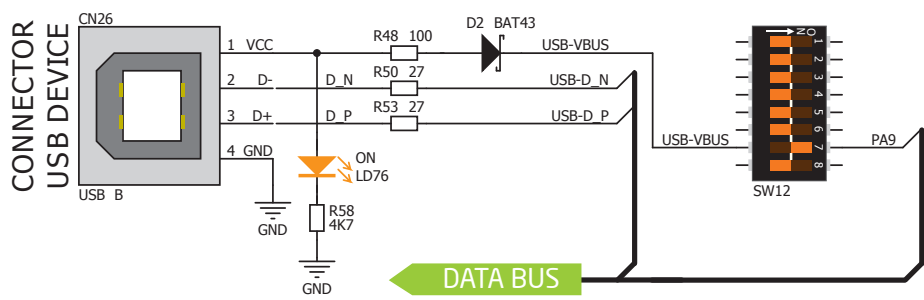 CONNECTOR
USB DEVICE
CN26
1 VCC
2 D-
3 D+
4 GND
USB B
GND
D_N
D_P
R48 100
R50 27
R53 27
D2 BAT43
USB-VBUS
USB-D_N
USB-D_P
ON
LD76
R58
4K7
GND
USB-VBUS
ON
1
2
3
4
5
6
7
8
SW12
PA9
DATA BUS